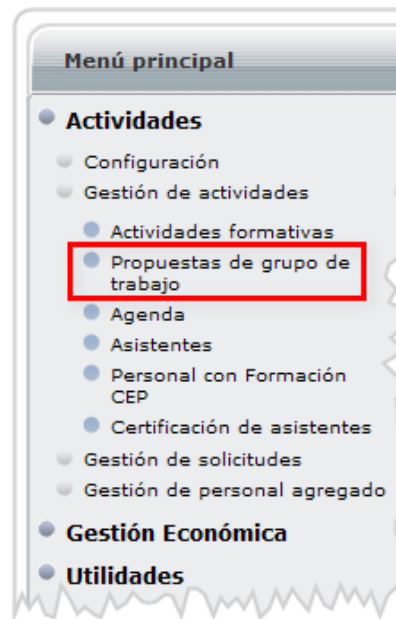 Menú principal
Actividades
Configuración
Gestión de actividades
Actividades formativas
Propuestas de grupo de
trabajo
Agenda
Asistentes
Personal con Formación
CEP
Certificación de asistentes
Gestión de solicitudes
Gestión de personal agregado
Gestión Económica
Utilidades